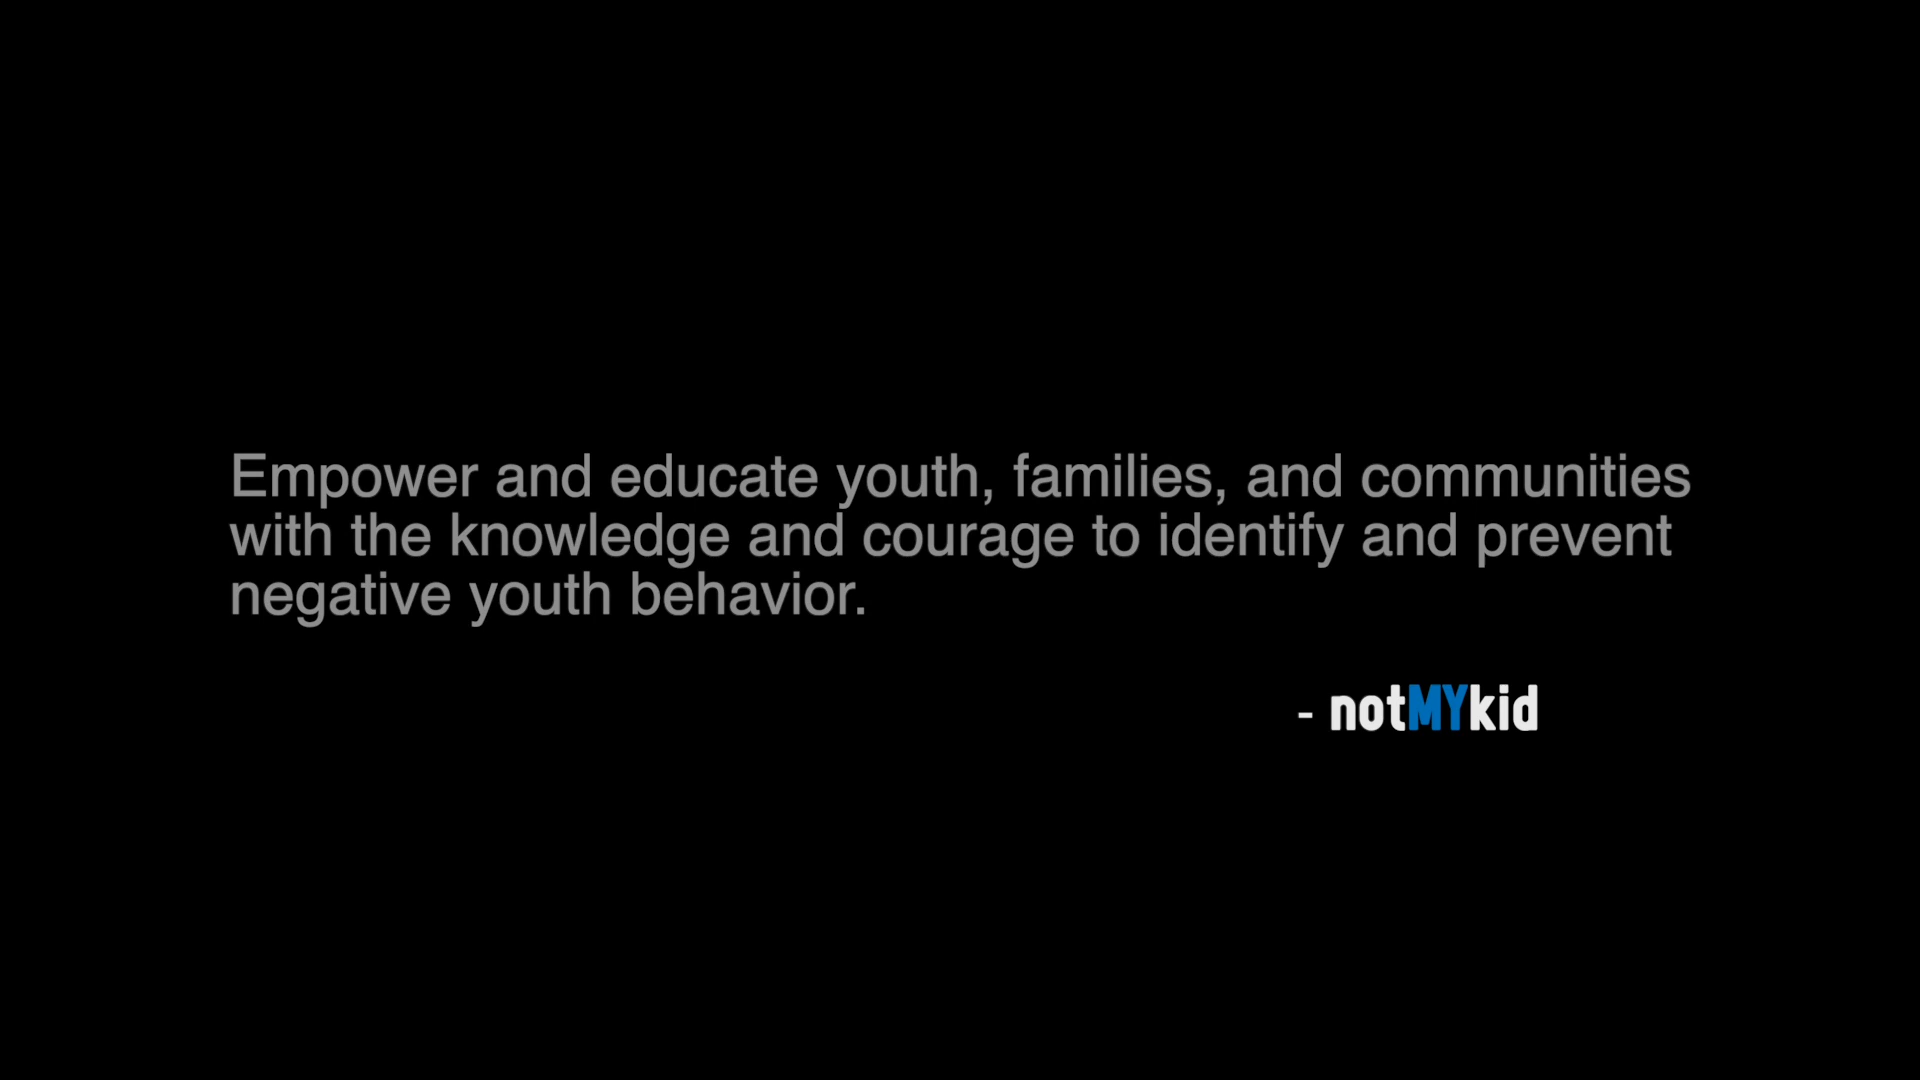 Empower and educate youth, families, and communities
with the knowledge and courage to identify and prevent
negative youth behavior.
- notMYkid